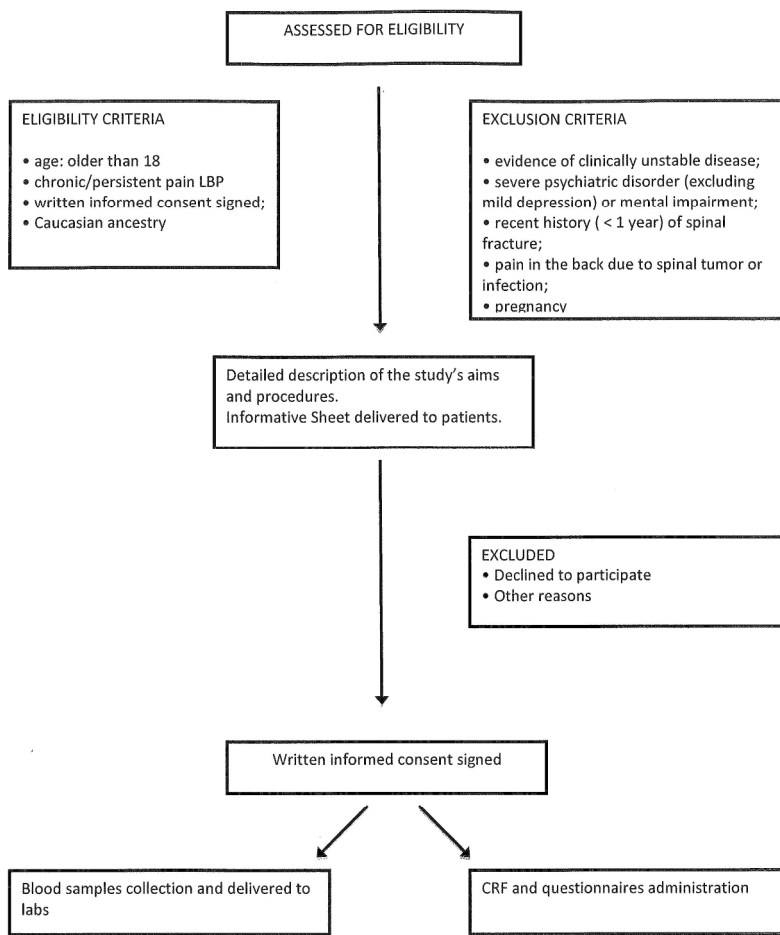 ASSESSED FOR ELIGIBILITY
ELIGIBILITY CRITERIA
• age: older than 18
• chronic/persistent pain LBP
• written informed consent signed;
• Caucasian ancestry
EXCLUSION CRITERIA
• evidence of clinically unstable disease;
• severe psychiatric disorder (excluding
mild depression) or mental impairment;
• recent history ( < 1 year) of spinal
fracture;
• pain in the back due to spinal tumor or
infection;
• pregnancy
Detailed description of the study's aims
and procedures.
Informative Sheet delivered to patients.
EXCLUDED
• Declined to participate
• Other reasons
Written informed consent signed
Blood samples collection and delivered to
labs
CRF and questionnaires administration